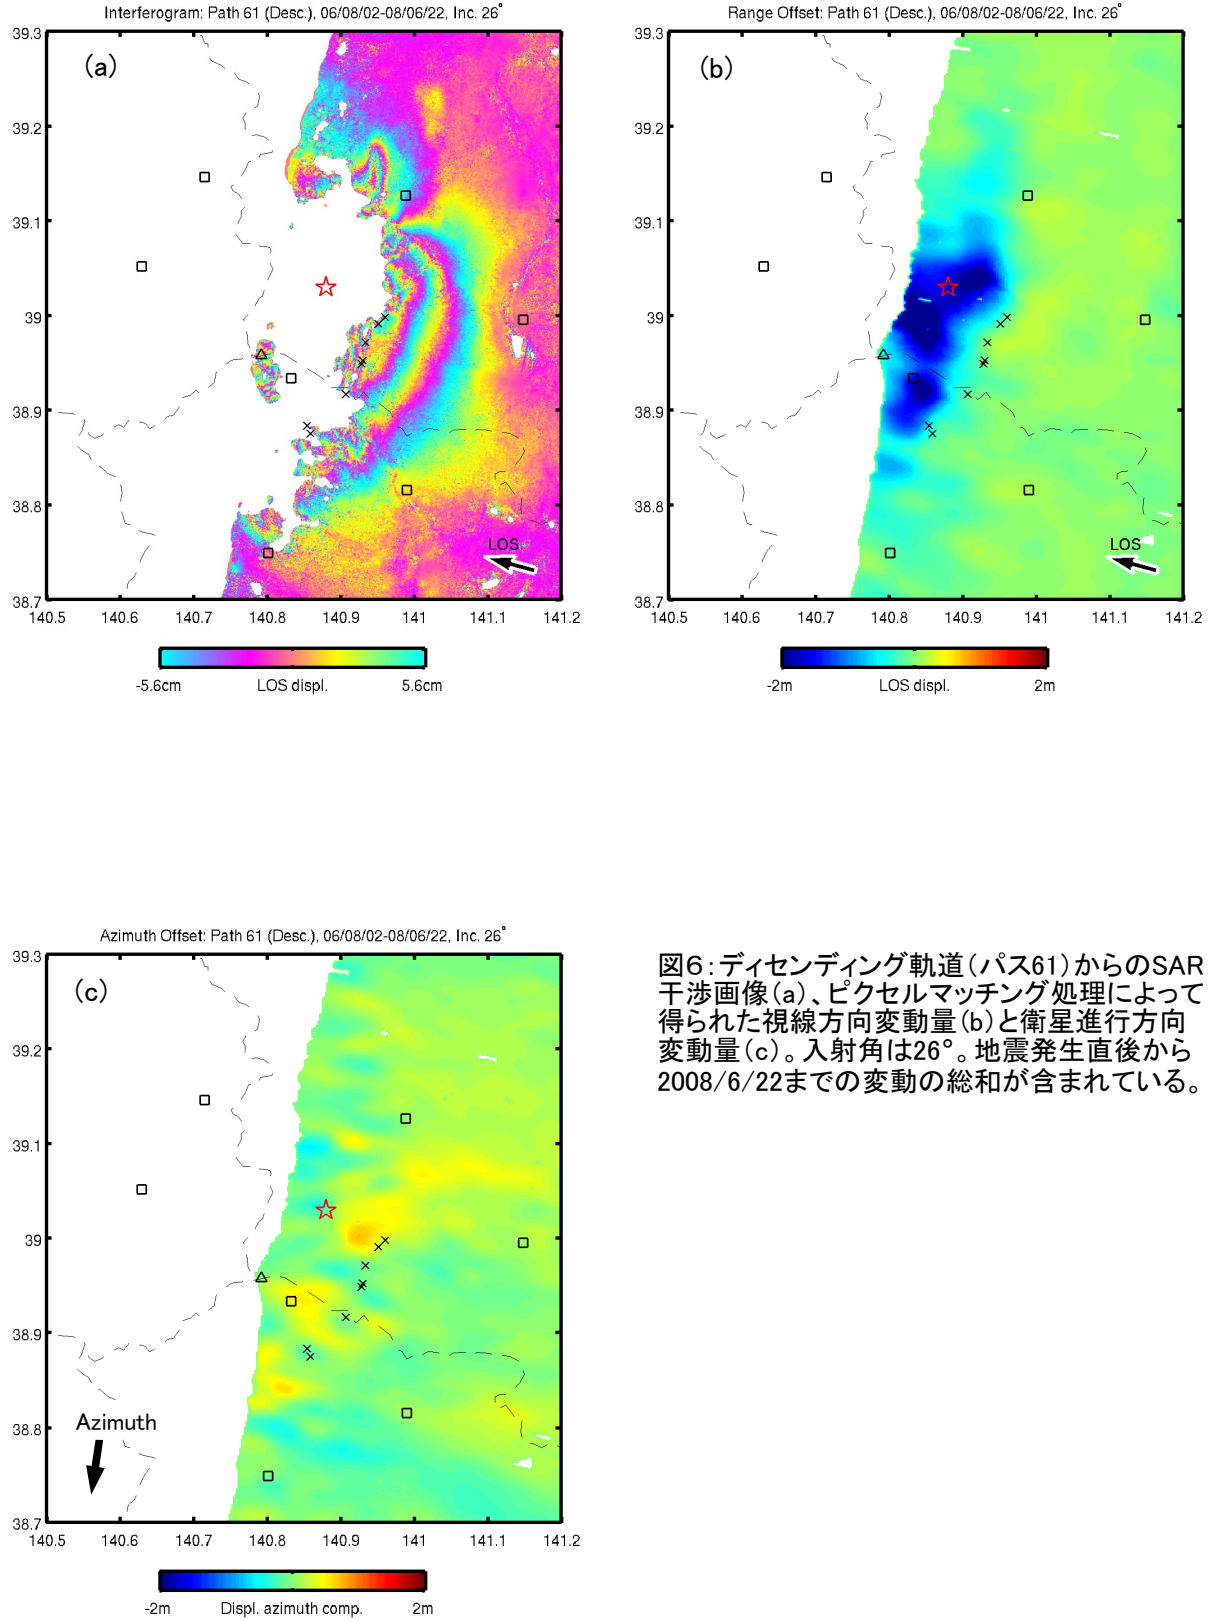 Interferogram: Path 61 (Desc.), 06/08/02-08/06/22, Inc. 26°
(a)
39.3
39.2
39.1
39
38.9
38.8
38.7
LOS
140.5 140.6 140.7 140.8 140.9 141 141.1 141.2
-5.6cm LOS displ. 5.6cm
Range Offset: Path 61 (Desc.), 06/08/02-08/06/22, Inc. 26°
(b)
39.3
39.2
39.1
39
38.9
38.8
38.7
LOS
140.5 140.6 140.7 140.8 140.9 141 141.1 141.2
-2m LOS displ. 2m
Azimuth Offset: Path 61 (Desc.), 06/08/02-08/06/22, Inc. 26°
(c)
39.3
39.2
39.1
39
38.9
38.8
38.7
Azimuth
140.5 140.6 140.7 140.8 140.9 141 141.1 141.2
-2m Displ. azimuth comp. 2m
図6：ディセンディング軌道（パス61）からのSAR
干渉画像（a）、ピクセルマッチング処理によって
得られた視線方向変動量（b）と衛星進行方向
変動量（c）。入射角は26°。地震発生直後から
2008/6/22までの変動の総和が含まれている。